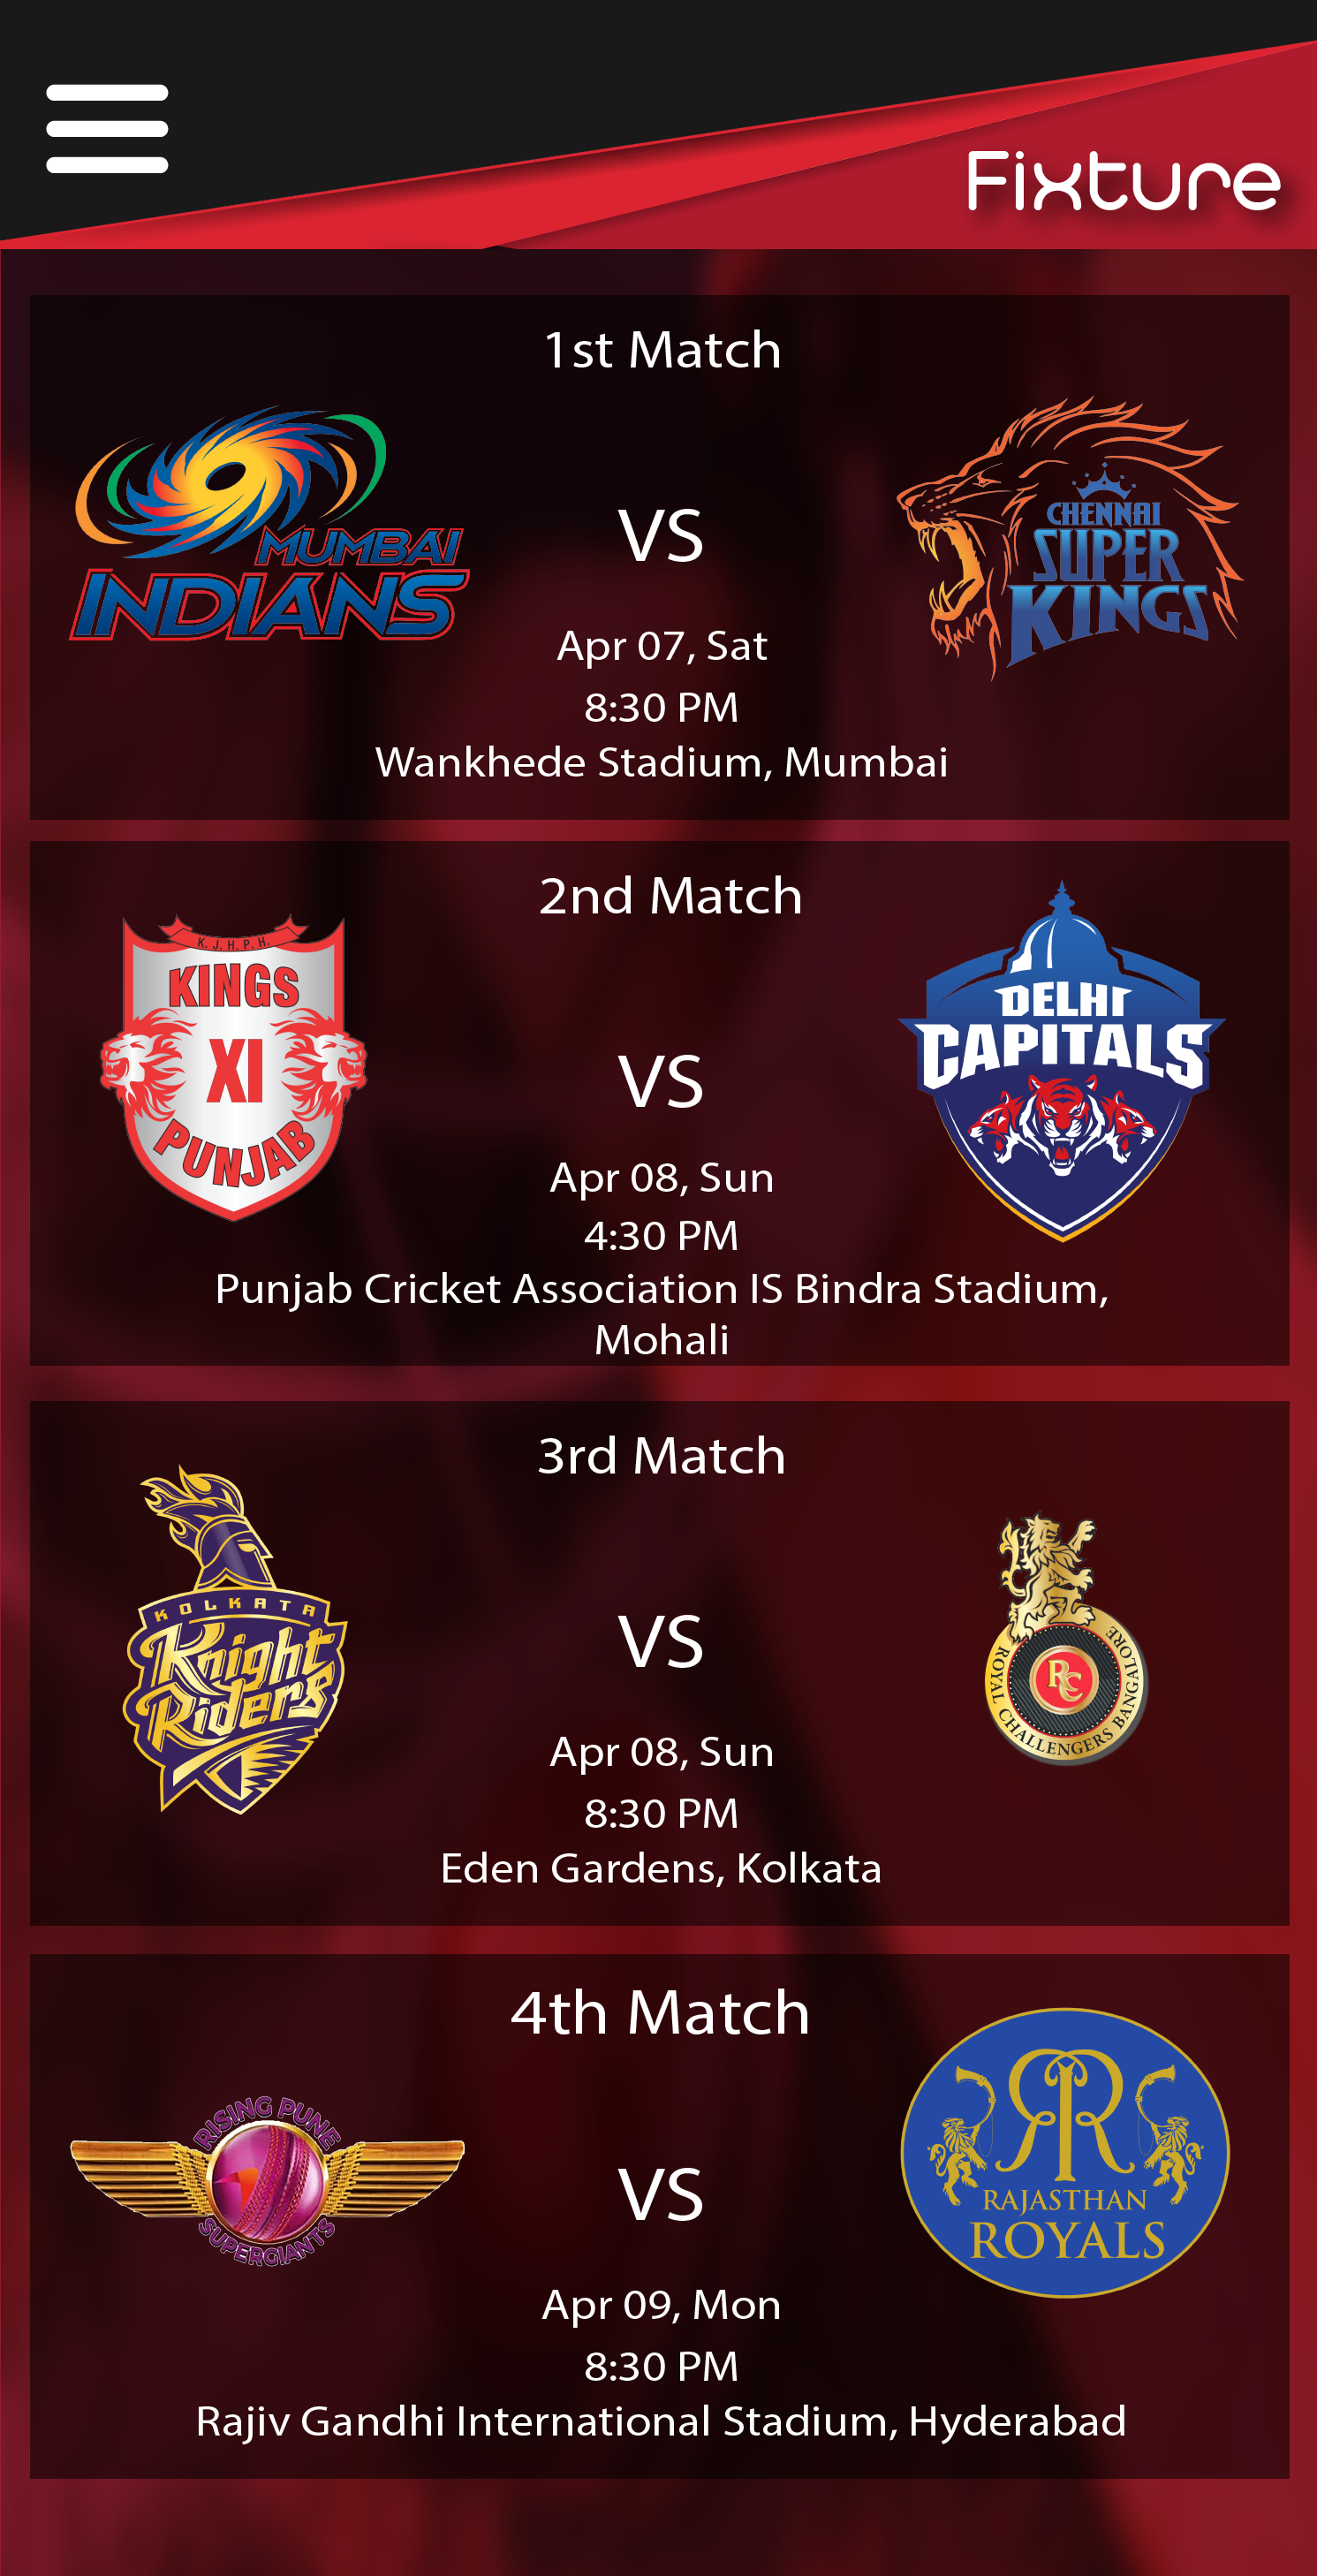 Fixture
1st Match
MUMBAI
INDIANS
VS
CHENNAI
SUPER
KINGS
Apr 07, Sat
8:30 PM
Wankhede Stadium, Mumbai
2nd Match
K. J. H. P. H.
KINGS
XI
PUNJAB
VS
DELHI
CAPITALS
Apr 08, Sun
4:30 PM
Punjab Cricket Association IS Bindra Stadium,
Mohali
3rd Match
KOLKATA
Knight
Riders
VS
RC
ROYAL CHALLENGERS BANGALORE
Apr 08, Sun
8:30 PM
Eden Gardens, Kolkata
4th Match
RISING PUNE
SUPERGIANTS
VS
RR
RAJASTHAN
ROYALS
Apr 09, Mon
8:30 PM
Rajiv Gandhi International Stadium, Hyderabad